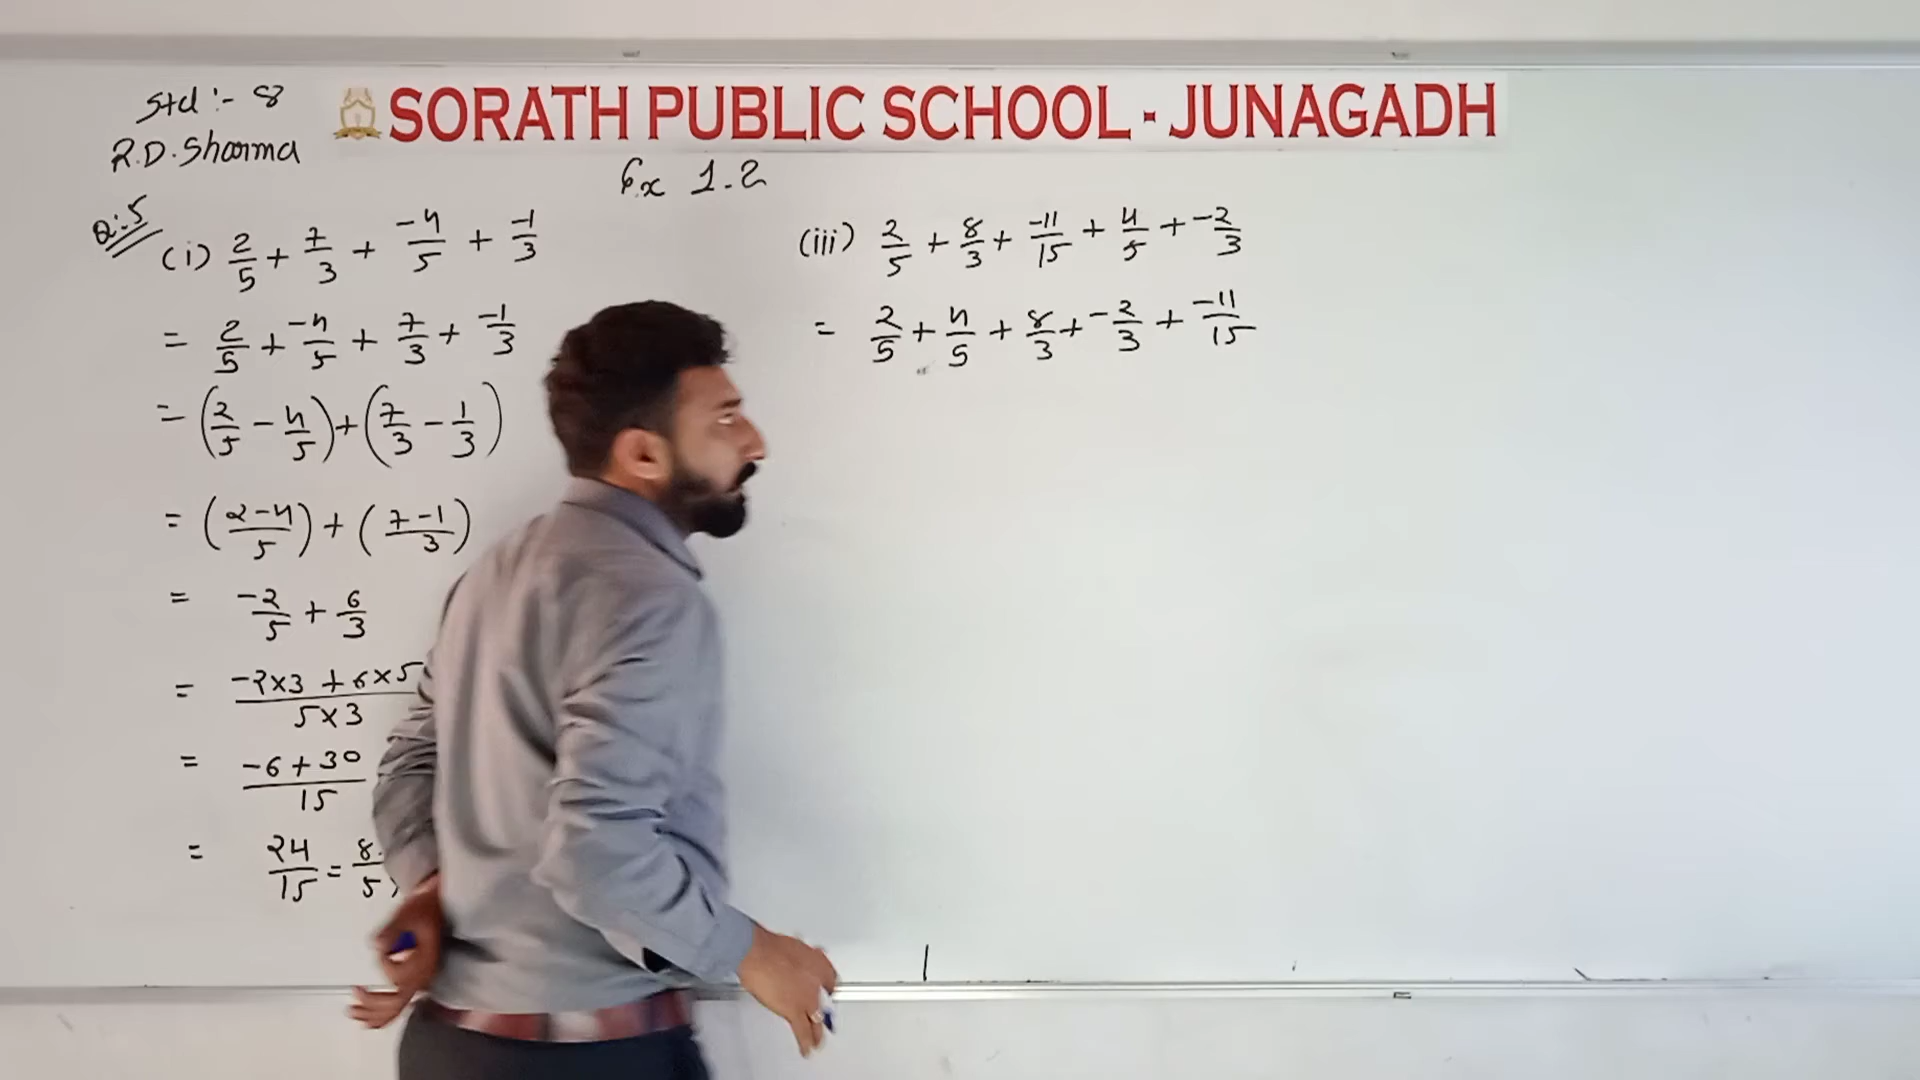 Std :- 8
R.D. Sharma
SORATH PUBLIC SCHOOL - JUNAGADH
Ex 1.2
Q:5
(i) 2/5 + 7/3 + -4/5 + -1/3
= 2/5 + -4/5 + 7/3 + -1/3
= (2/5 - 4/5) + (7/3 - 1/3)
= (2-4/5) + (7-1/3)
= -2/5 + 6/3
= -2×3 + 6×5/5×3
= -6+30/15
= 24/15 = 8/5
(iii) 2/5 + 8/3 + -11/15 + 4/5 + -2/3
= 2/5 + 4/5 + 8/3 + -2/3 + -11/15